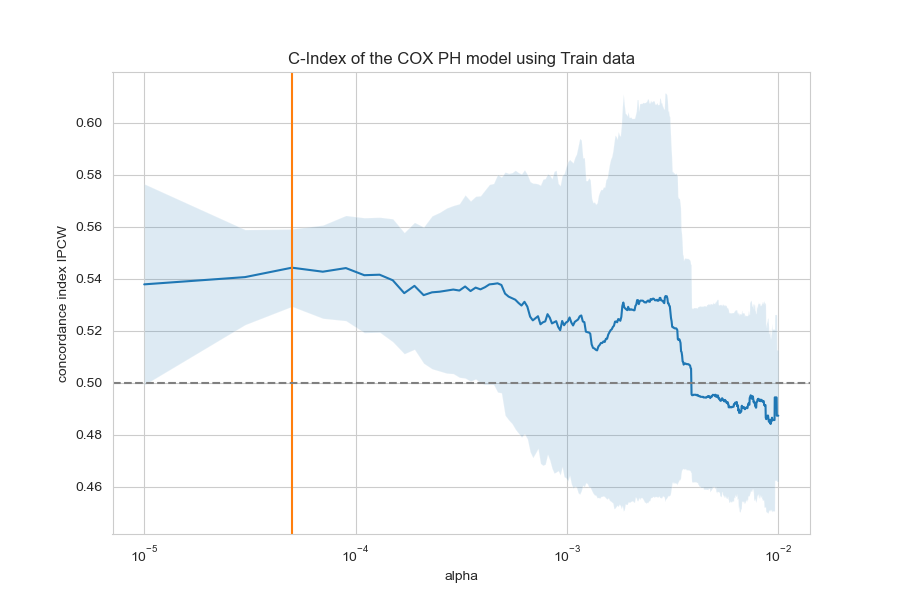 C-Index of the COX PH model using Train data
concordance index IPCW
0.60
0.58
0.56
0.54
0.52
0.50
0.48
0.46
10⁻⁵ 10⁻⁴ 10⁻³ 10⁻²
alpha